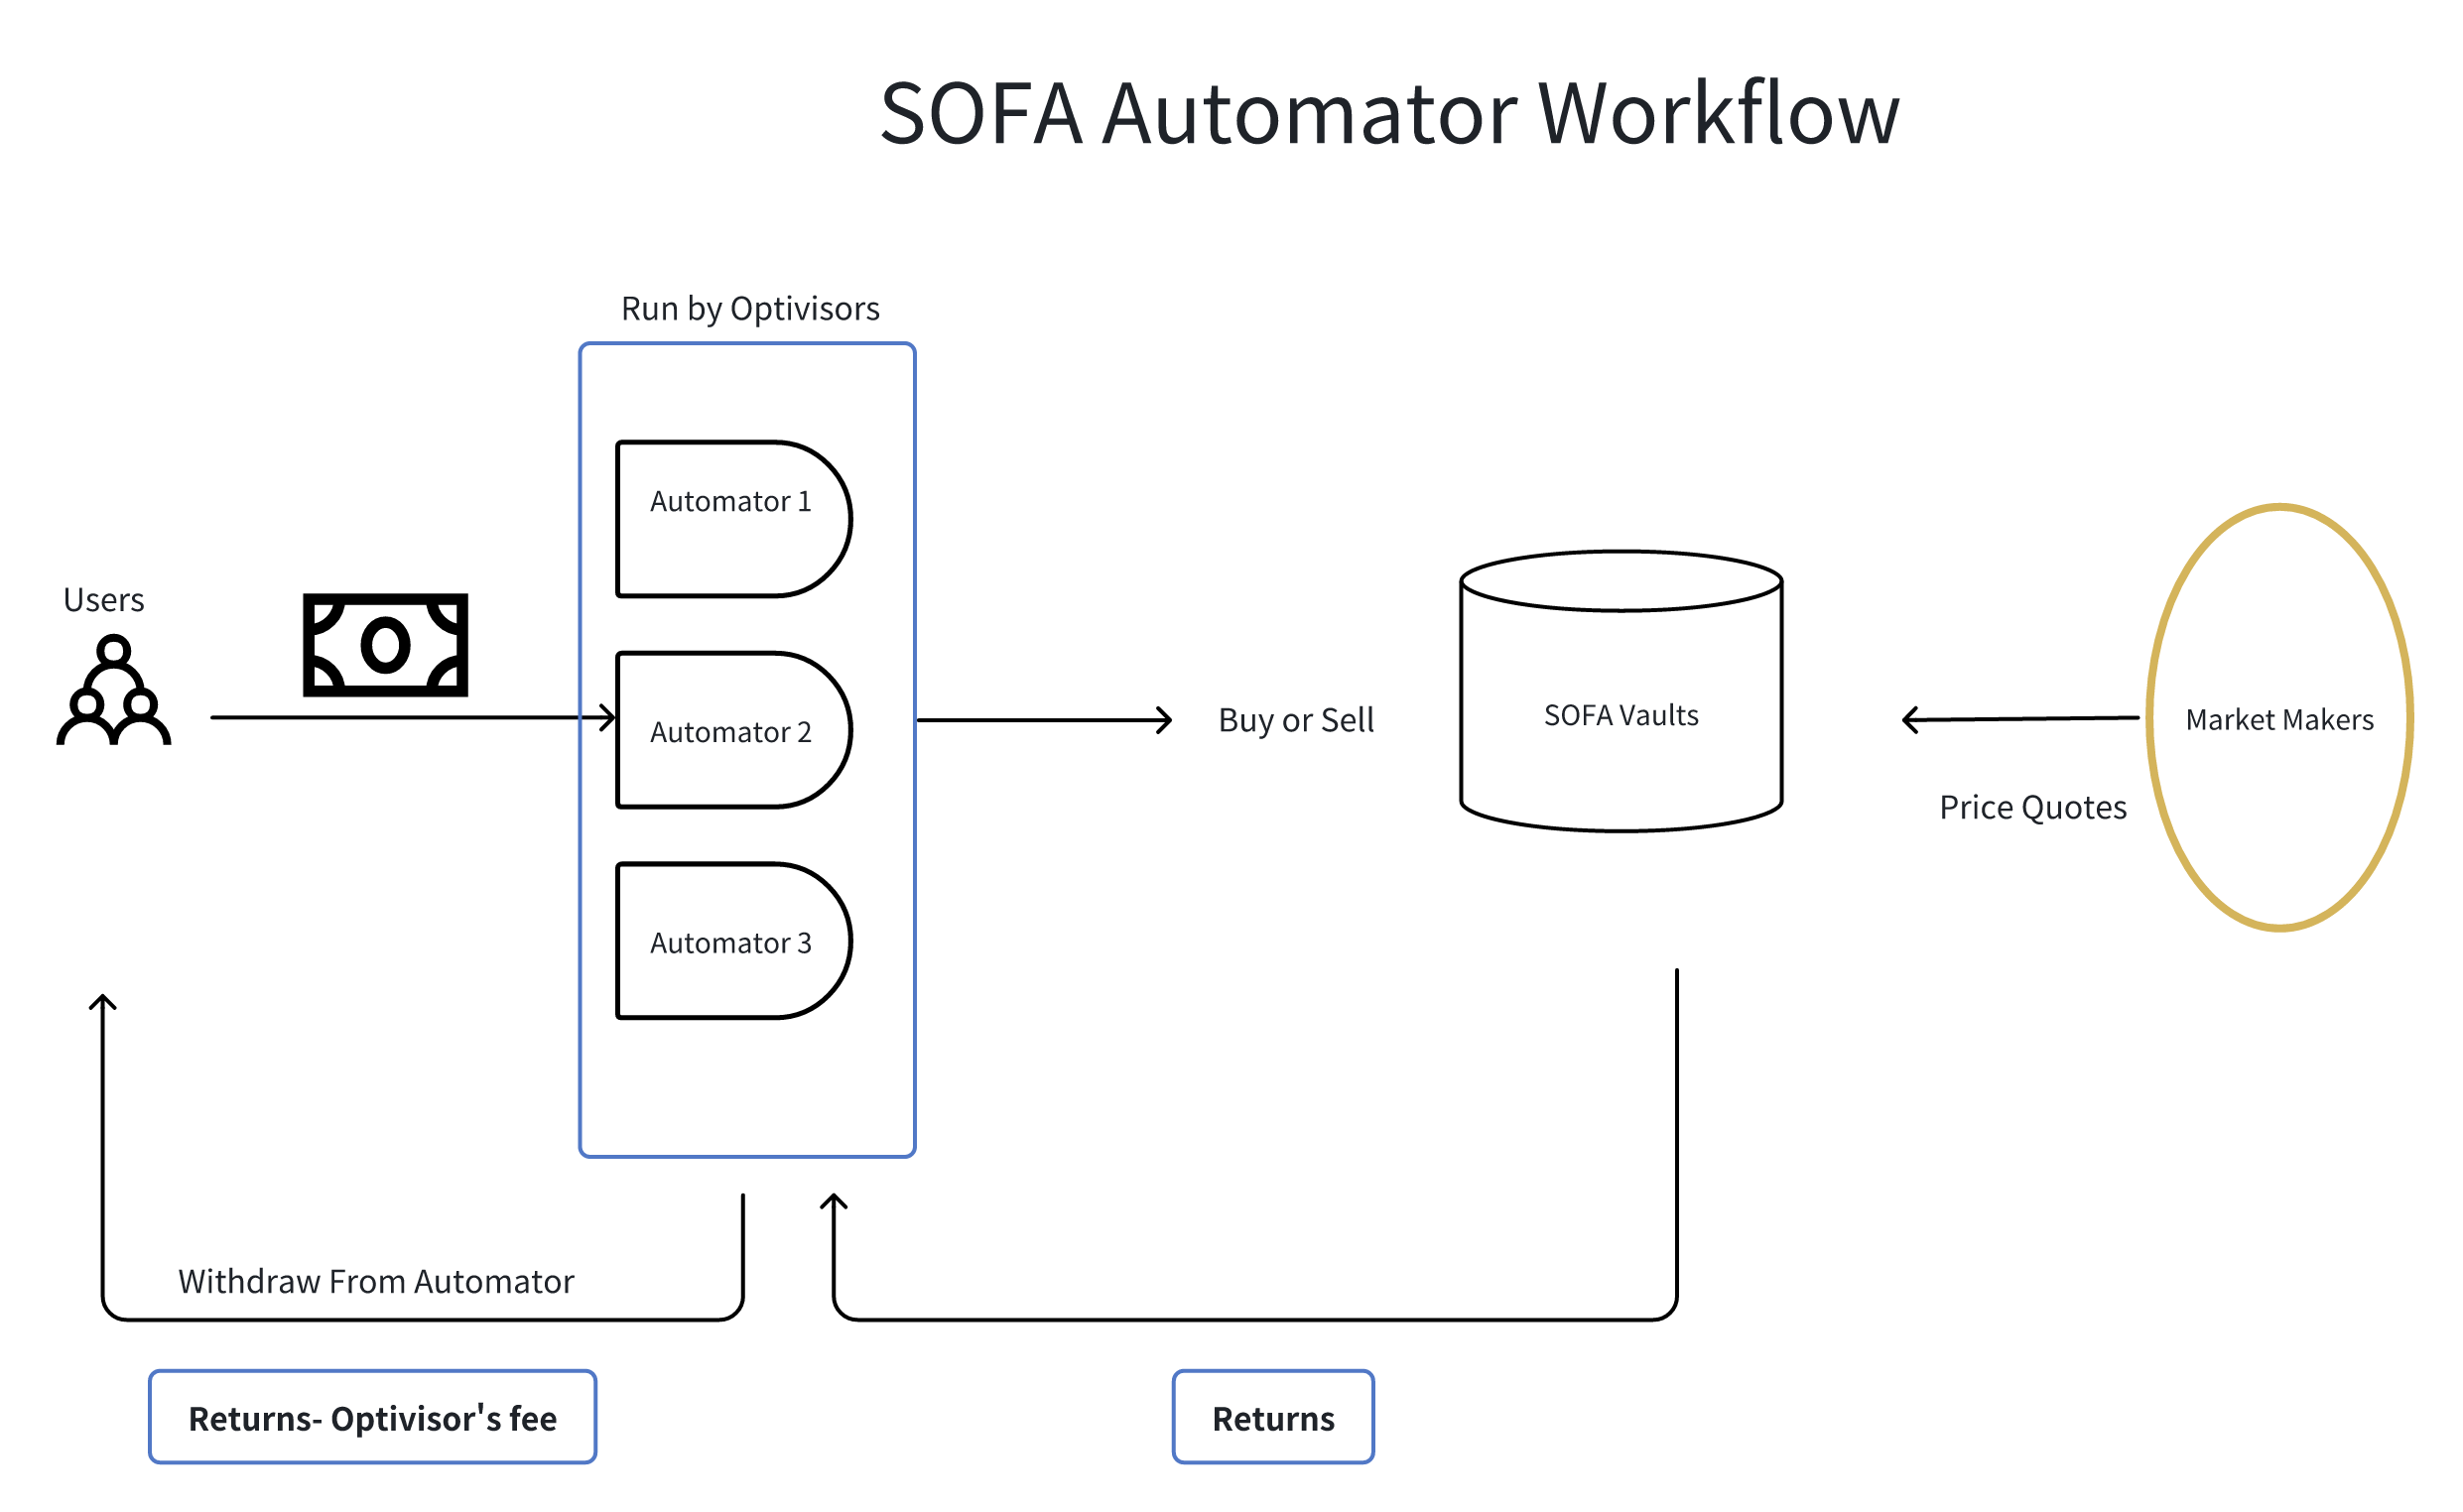 SOFA Automator Workflow
Run by Optivisors
Automator 1
Users
Automator 2
Buy or Sell
SOFA Vaults
Market Makers
Price Quotes
Automator 3
Withdraw From Automator
Returns- Optivisor's fee
Returns